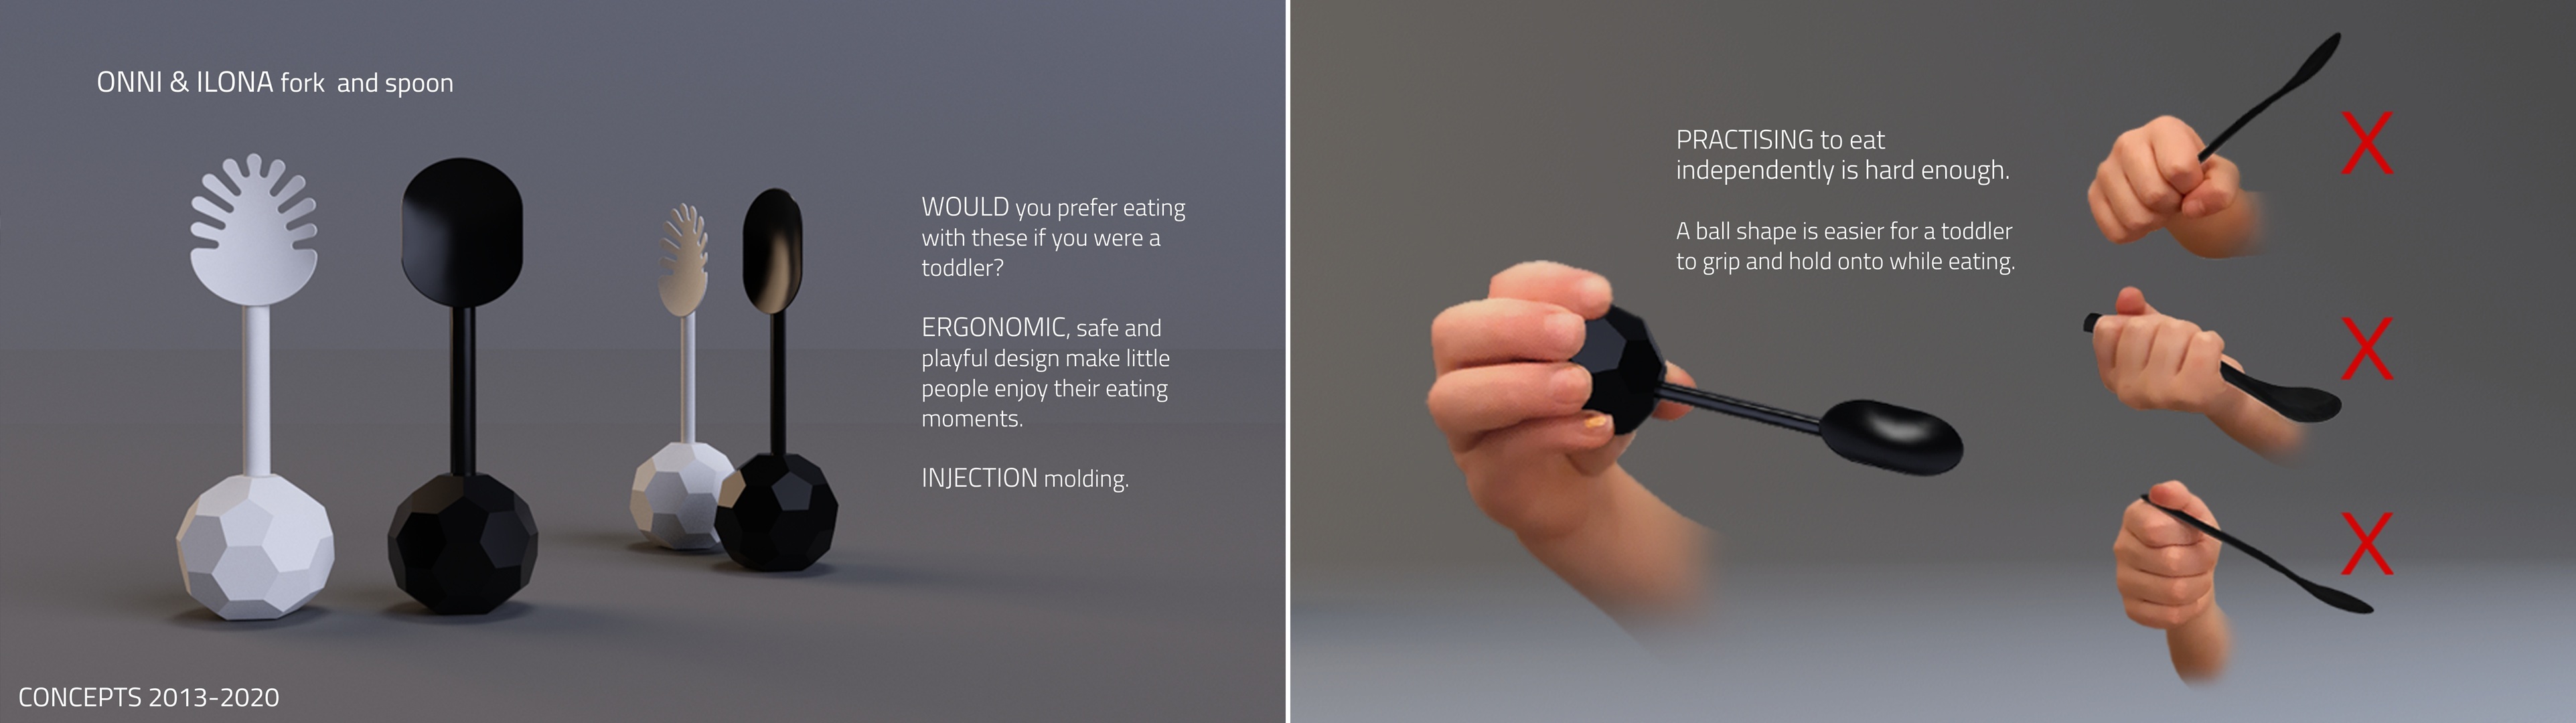 ONNI & ILONA fork  and spoon
WOULD you prefer eating
with these if you were a
toddler?
ERGONOMIC, safe and
playful design make little
people enjoy their eating
moments.
INJECTION molding.
CONCEPTS 2013-2020
PRACTISING to eat
independently is hard enough.
A ball shape is easier for a toddler
to grip and hold onto while eating.
X
X
X